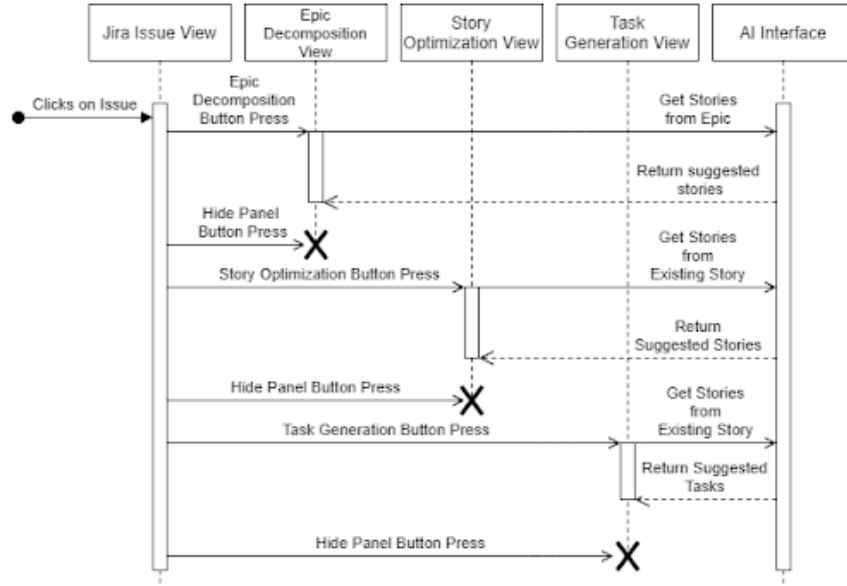 Jira Issue View
Epic
Decomposition
View
Story
Optimization View
Task
Generation View
AI Interface
Clicks on Issue
Epic
Decomposition
Button Press
Get Stories
from Epic
Return suggested
stories
Hide Panel
Button Press
Get Stories
from
Existing Story
Story Optimization Button Press
Return
Suggested Stories
Hide Panel Button Press
Get Stories
from
Existing Story
Task Generation Button Press
Return Suggested
Tasks
Hide Panel Button Press